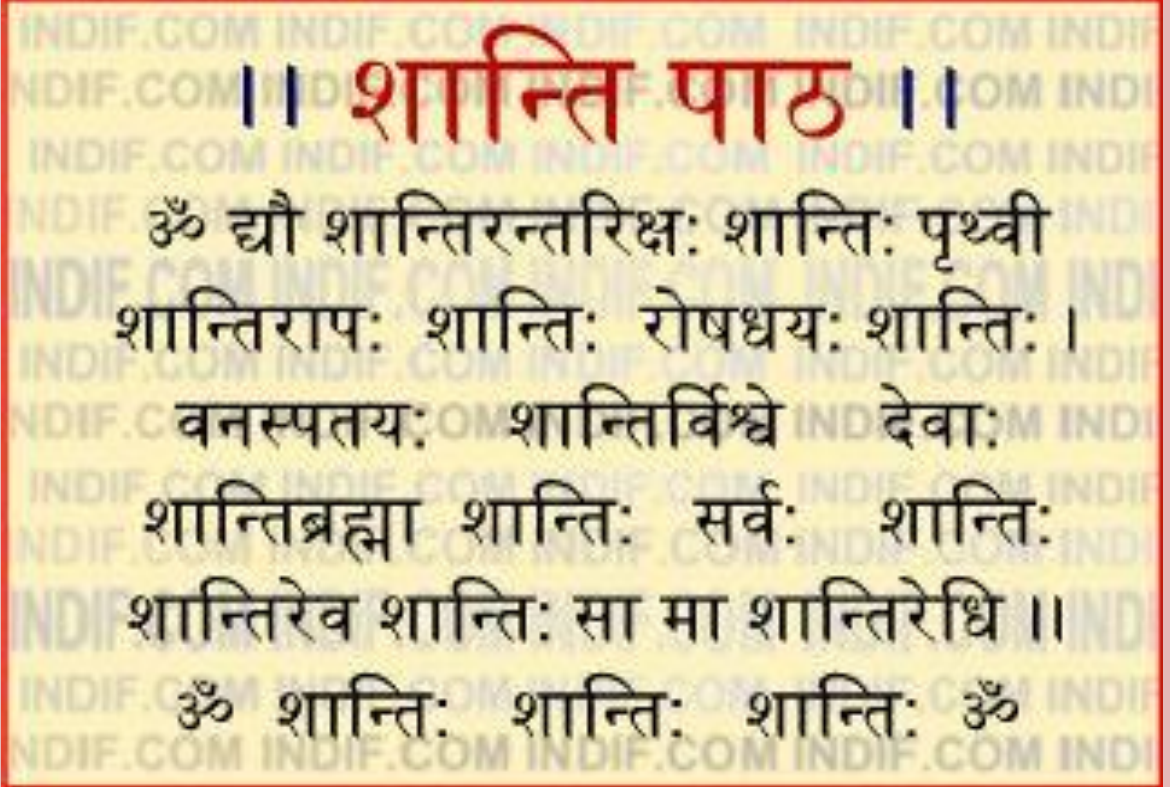 ।। शान्ति पाठ ।।
ॐ द्यौ शान्तिरन्तरिक्ष: शान्ति: पृथ्वी
शान्तिराप: शान्ति: रोषधय: शान्ति: ।
वनस्पतय: शान्तिर्विश्वे देवा:
शान्तिब्रह्मा शान्ति: सर्व: शान्ति:
शान्तिरेव शान्ति: सा मा शान्तिरेधि ।।
ॐ शान्ति: शान्ति: शान्ति: ॐ